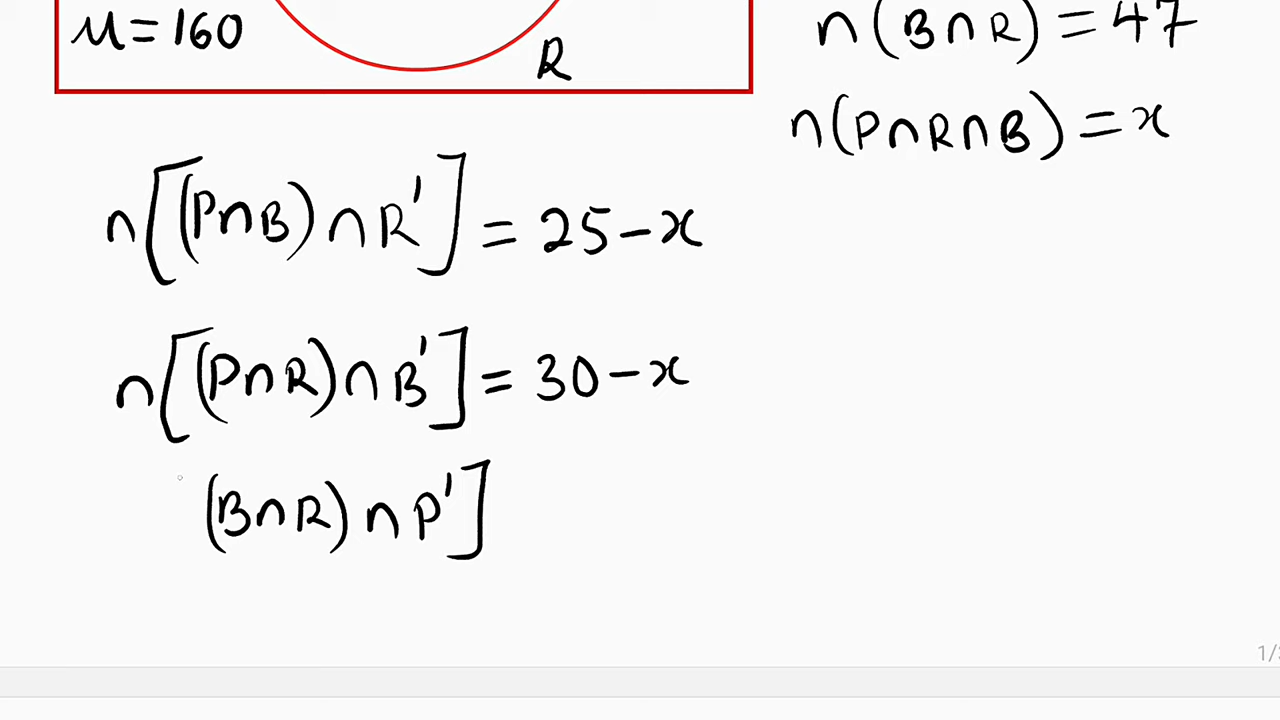 μ = 160
R
n(B∩R) = 47
n(P∩R∩B) = x
n[(P∩B)∩R'] = 25-x
n[(P∩R)∩B'] = 30-x
(B∩R)∩P']